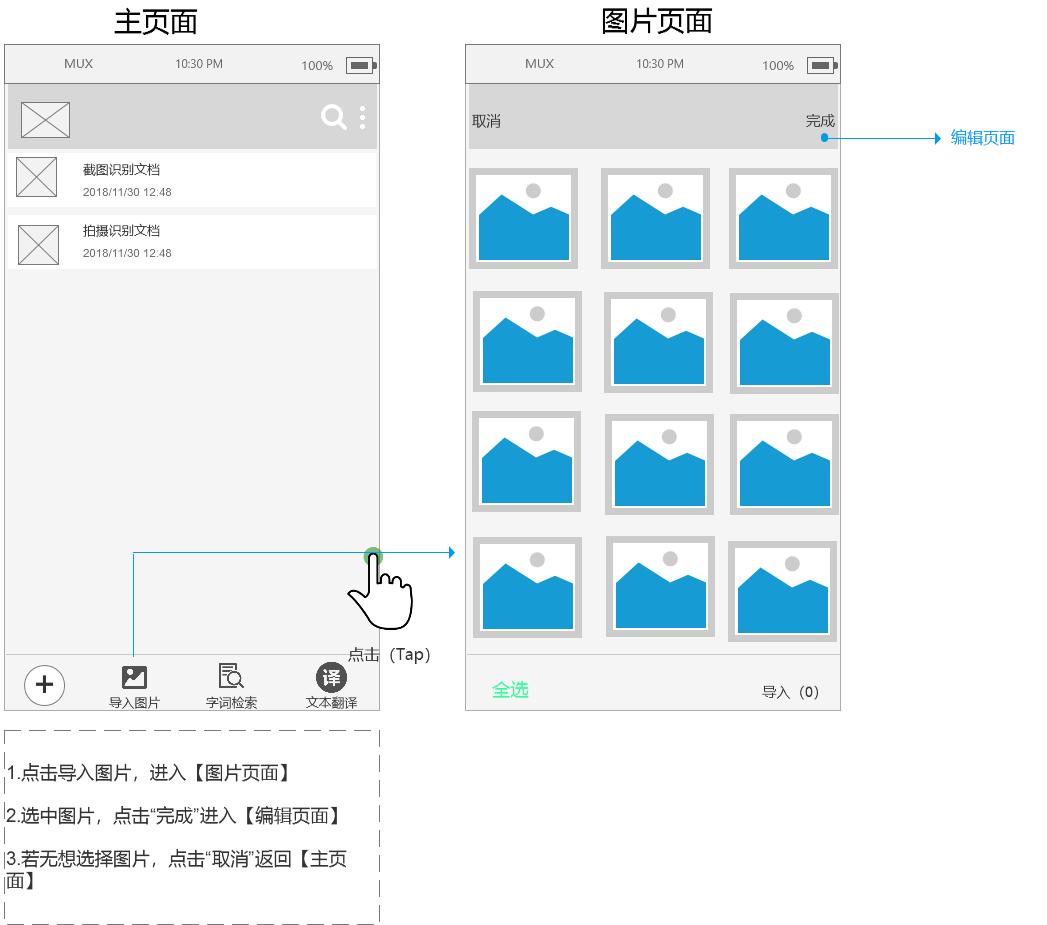 主页面
图片页面
MUX 10:30 PM 100%
MUX 10:30 PM 100%
取消 完成
编辑页面
截图识别文档
2018/11/30 12:48
拍摄识别文档
2018/11/30 12:48
点击（Tap）
译
导入图片 字词检索 文本翻译
全选 导入（0）
1.点击导入图片，进入【图片页面】
2.选中图片，点击“完成”进入【编辑页面】
3.若无想选择图片，点击“取消”返回【主页
面】